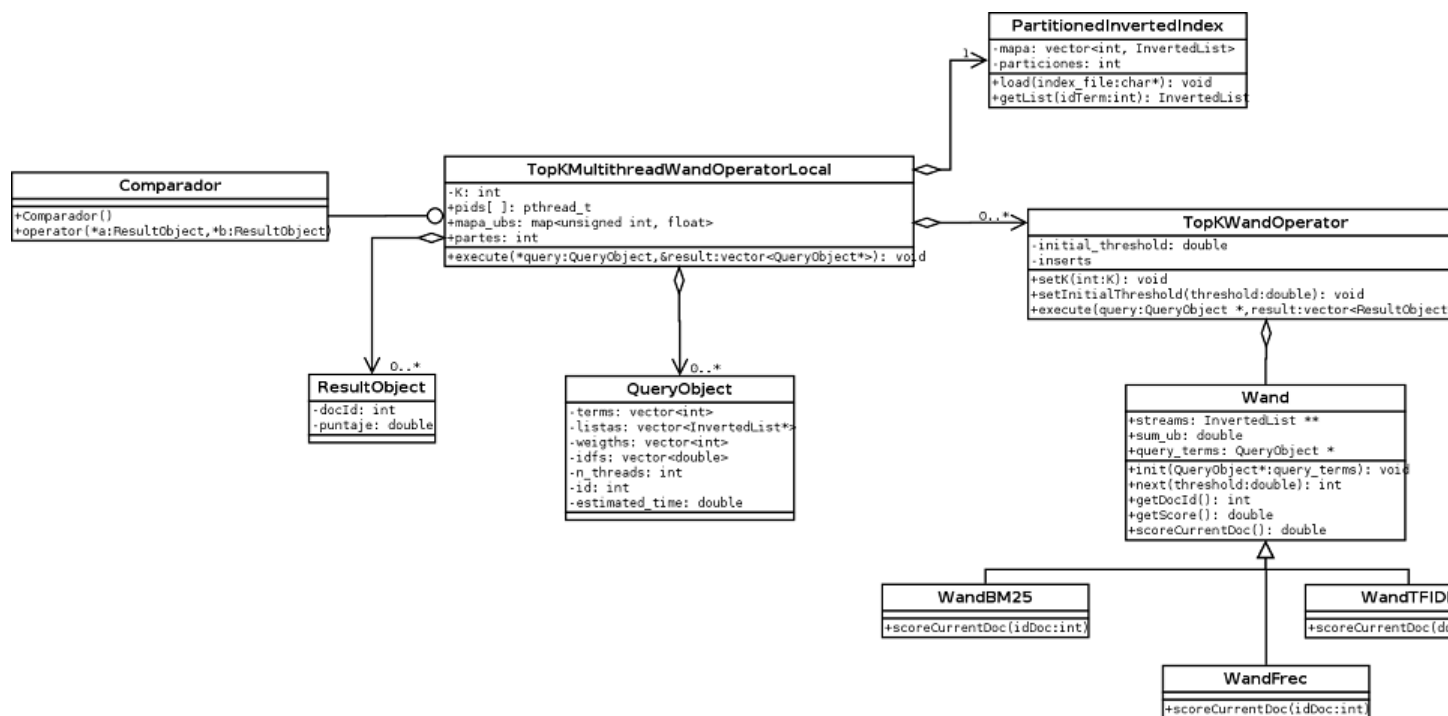 PartitionedInvertedIndex
-mapa: vector<int, InvertedList>
-particiones: int
+load(index_file:char*): void
+getList(idTerm:int): InvertedList
1
TopKMultithreadWandOperatorLocal
-K: int
+pids[ ]: pthread_t
+mapa_ubs: map<unsigned int, float>
+partes: int
+execute(*query:QueryObject,&result:vector<QueryObject*>): void
Comparador
+Comparador()
+operator(*a:ResultObject,*b:ResultObject)
0..*
TopKWandOperator
-initial_threshold: double
-inserts
+setK(int:K): void
+setInitialThreshold(threshold:double): void
+execute(query:QueryObject *,result:vector<ResultObject
0..*
ResultObject
-docId: int
-puntaje: double
0..*
QueryObject
-terms: vector<int>
-listas: vector<InvertedList*>
-weigths: vector<int>
-idfs: vector<double>
-n_threads: int
-id: int
-estimated_time: double
Wand
+streams: InvertedList **
+sum_ub: double
+query_terms: QueryObject *
+init(QueryObject*:query_terms): void
+next(threshold:double): int
+getDocId(): int
+getScore(): double
+scoreCurrentDoc(): double
WandBM25
+scoreCurrentDoc(idDoc:int)
WandTFID
+scoreCurrentDoc(do
WandFrec
+scoreCurrentDoc(idDoc:int)